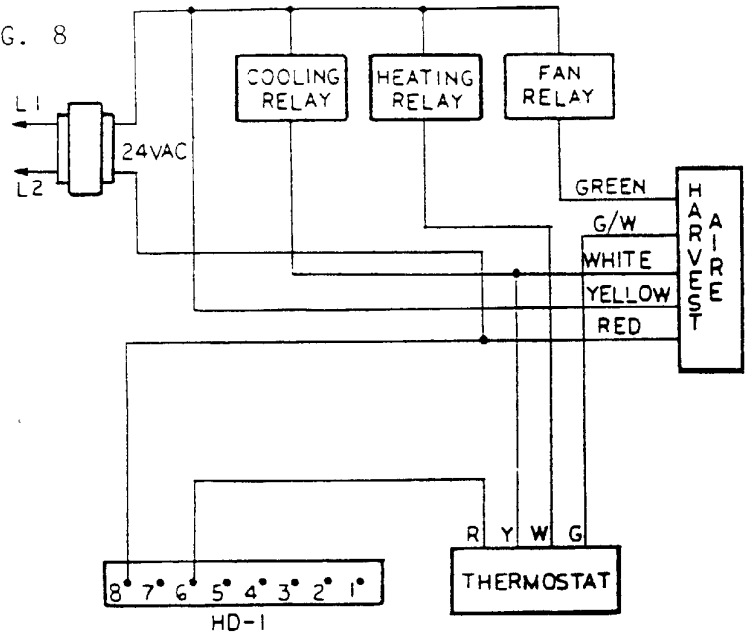 G. 8
L1
L2
24VAC
COOLING
RELAY
HEATING
RELAY
FAN
RELAY
GREEN
G/W
WHITE
YELLOW
RED
HARVEST
AIRE
R Y W G
THERMOSTAT
8 7 6 5 4 3 2 1
HD-1